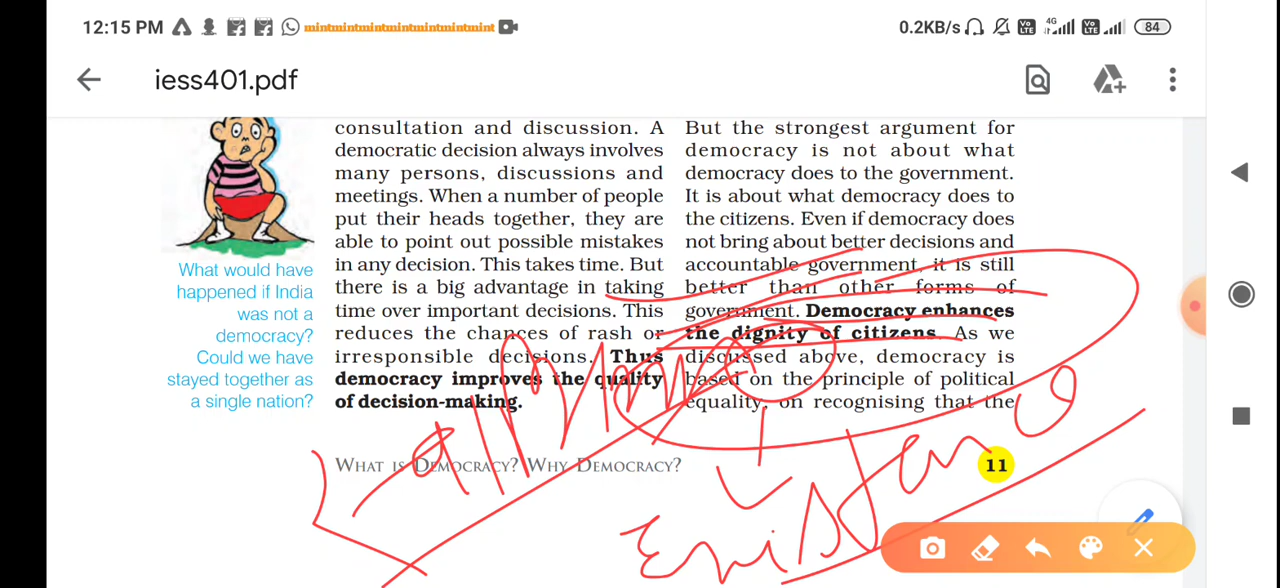 12:15 PM mintmintmintmintmintmint 0.2KB/s Vo LTE 4G Vo LTE 84
iess401.pdf
consultation and discussion. A
democratic decision always involves
many persons, discussions and
meetings. When a number of people
put their heads together, they are
able to point out possible mistakes
in any decision. This takes time. But
there is a big advantage in taking
time over important decisions. This
reduces the chances of rash or
irresponsible decisions. Thus
democracy improves the quality
of decision-making.
But the strongest argument for
democracy is not about what
democracy does to the government.
It is about what democracy does to
the citizens. Even if democracy does
not bring about better decisions and
accountable government, it is still
better than other forms of
government. Democracy enhances
the dignity of citizens. As we
discussed above, democracy is
based on the principle of political
equality, on recognising that the
What would have
happened if India
was not a
democracy?
Could we have
stayed together as
a single nation?
WHAT IS DEMOCRACY? WHY DEMOCRACY?
11